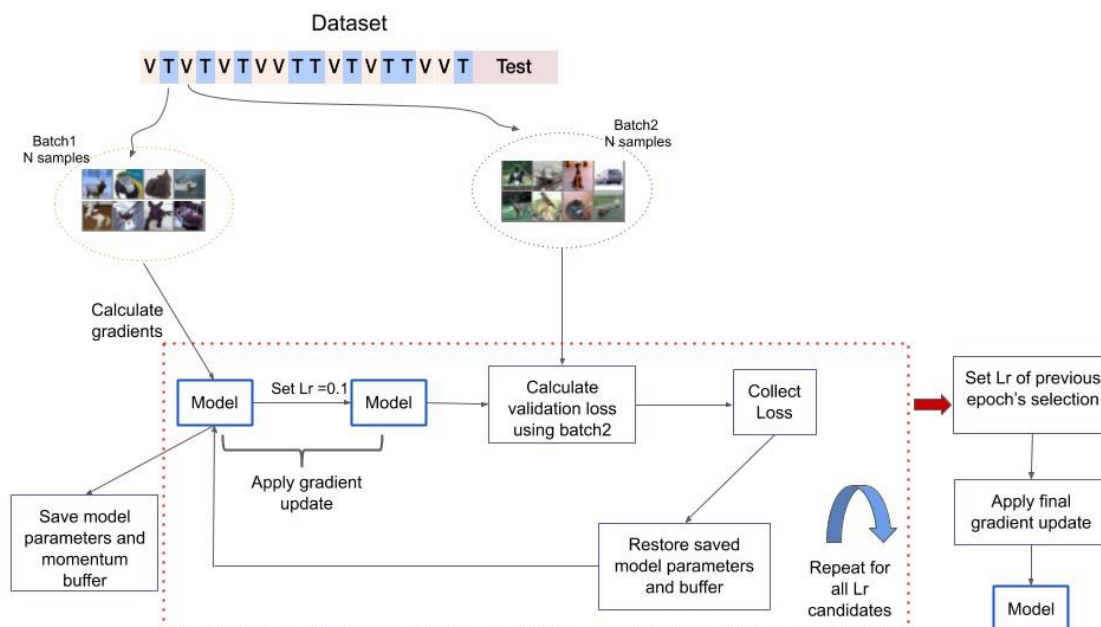 Dataset
V T V T V T V V T T V T V T T V V T Test
Batch1
N samples
Batch2
N samples
Calculate
gradients
Model
Set Lr =0.1
Model
Calculate
validation loss
using batch2
Collect
Loss
Set Lr of previous
epoch's selection
Apply gradient
update
Save model
parameters and
momentum
buffer
Restore saved
model parameters
and buffer
Repeat for
all Lr
candidates
Apply final
gradient update
Model